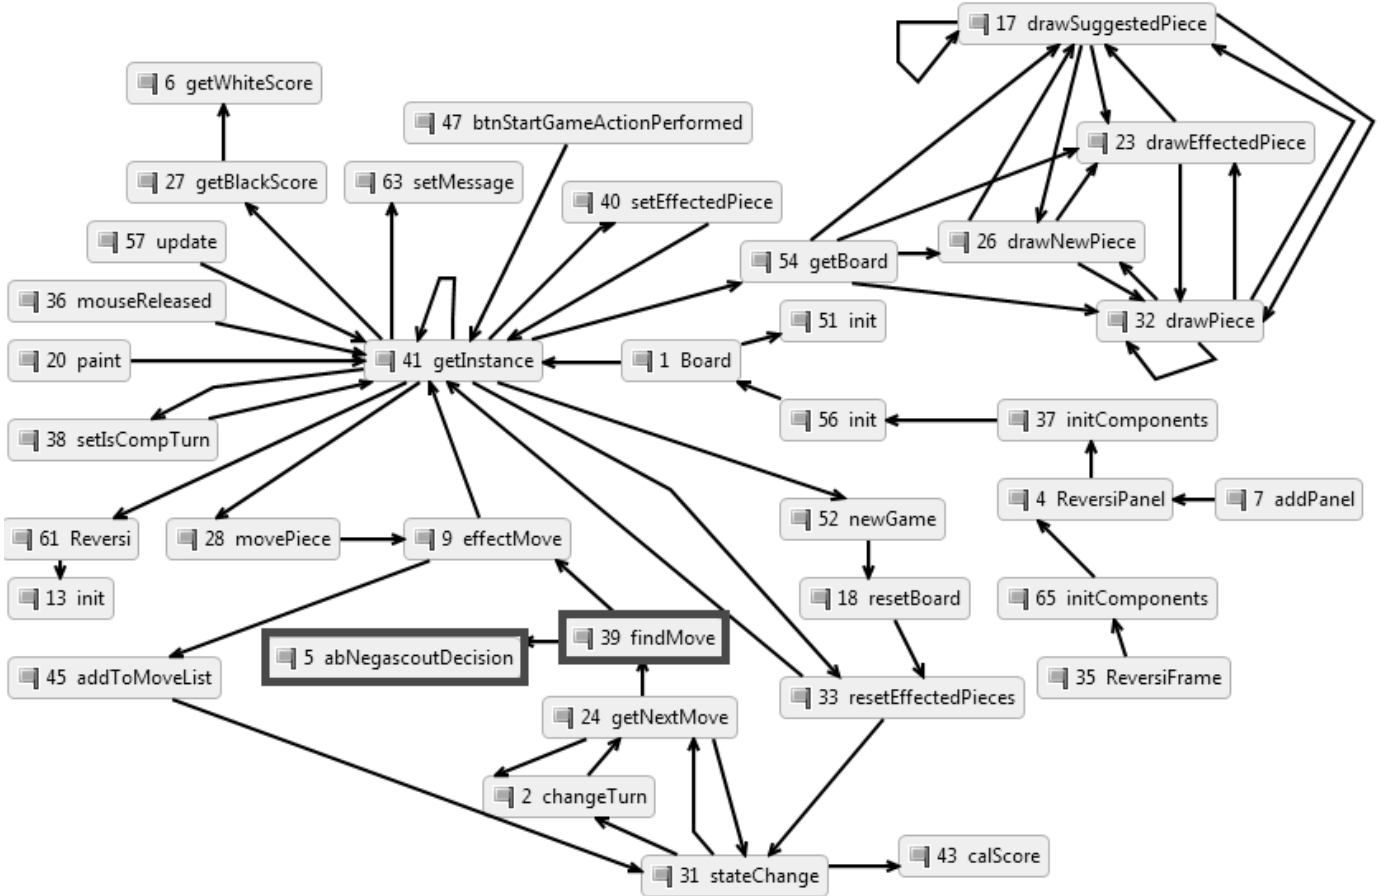 17 drawSuggestedPiece
6 getWhiteScore
47 btnStartGameActionPerformed
23 drawEffectedPiece
27 getBlackScore
63 setMessage
40 setEffectedPiece
57 update
26 drawNewPiece
54 getBoard
36 mouseReleased
51 init
32 drawPiece
20 paint
41 getInstance
1 Board
38 setIsCompTurn
56 init
37 initComponents
4 ReversiPanel
7 addPanel
52 newGame
61 Reversi
28 movePiece
9 effectMove
13 init
18 resetBoard
65 initComponents
39 findMove
5 abNegascoutDecision
45 addToMoveList
35 ReversiFrame
33 resetEffectedPieces
24 getNextMove
2 changeTurn
43 calScore
31 stateChange